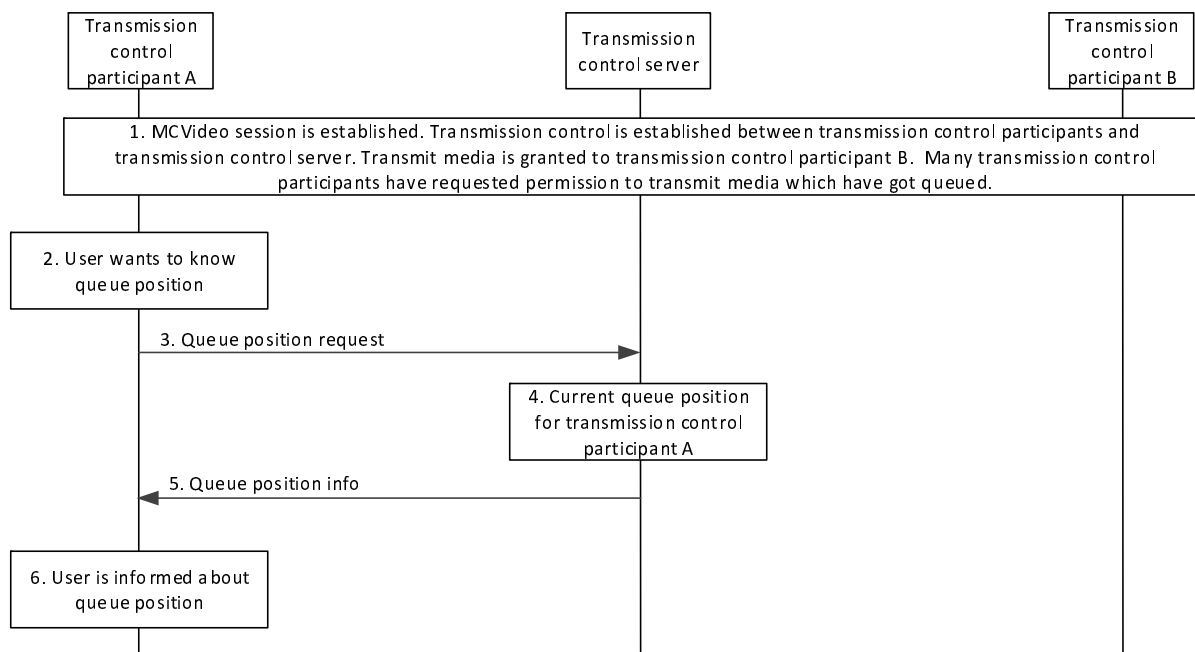 Transmission
control
participant A
Transmission
control server
Transmission
control
participant B
1. MCVideo session is established. Transmission control is established between transmission control participants and
transmission control server. Transmit media is granted to transmission control participant B.  Many transmission control
participants have requested permission to transmit media which have got queued.
2. User wants to know
queue position
3. Queue position request
4. Current queue position
for transmission control
participant A
5. Queue position info
6. User is informed about
queue position